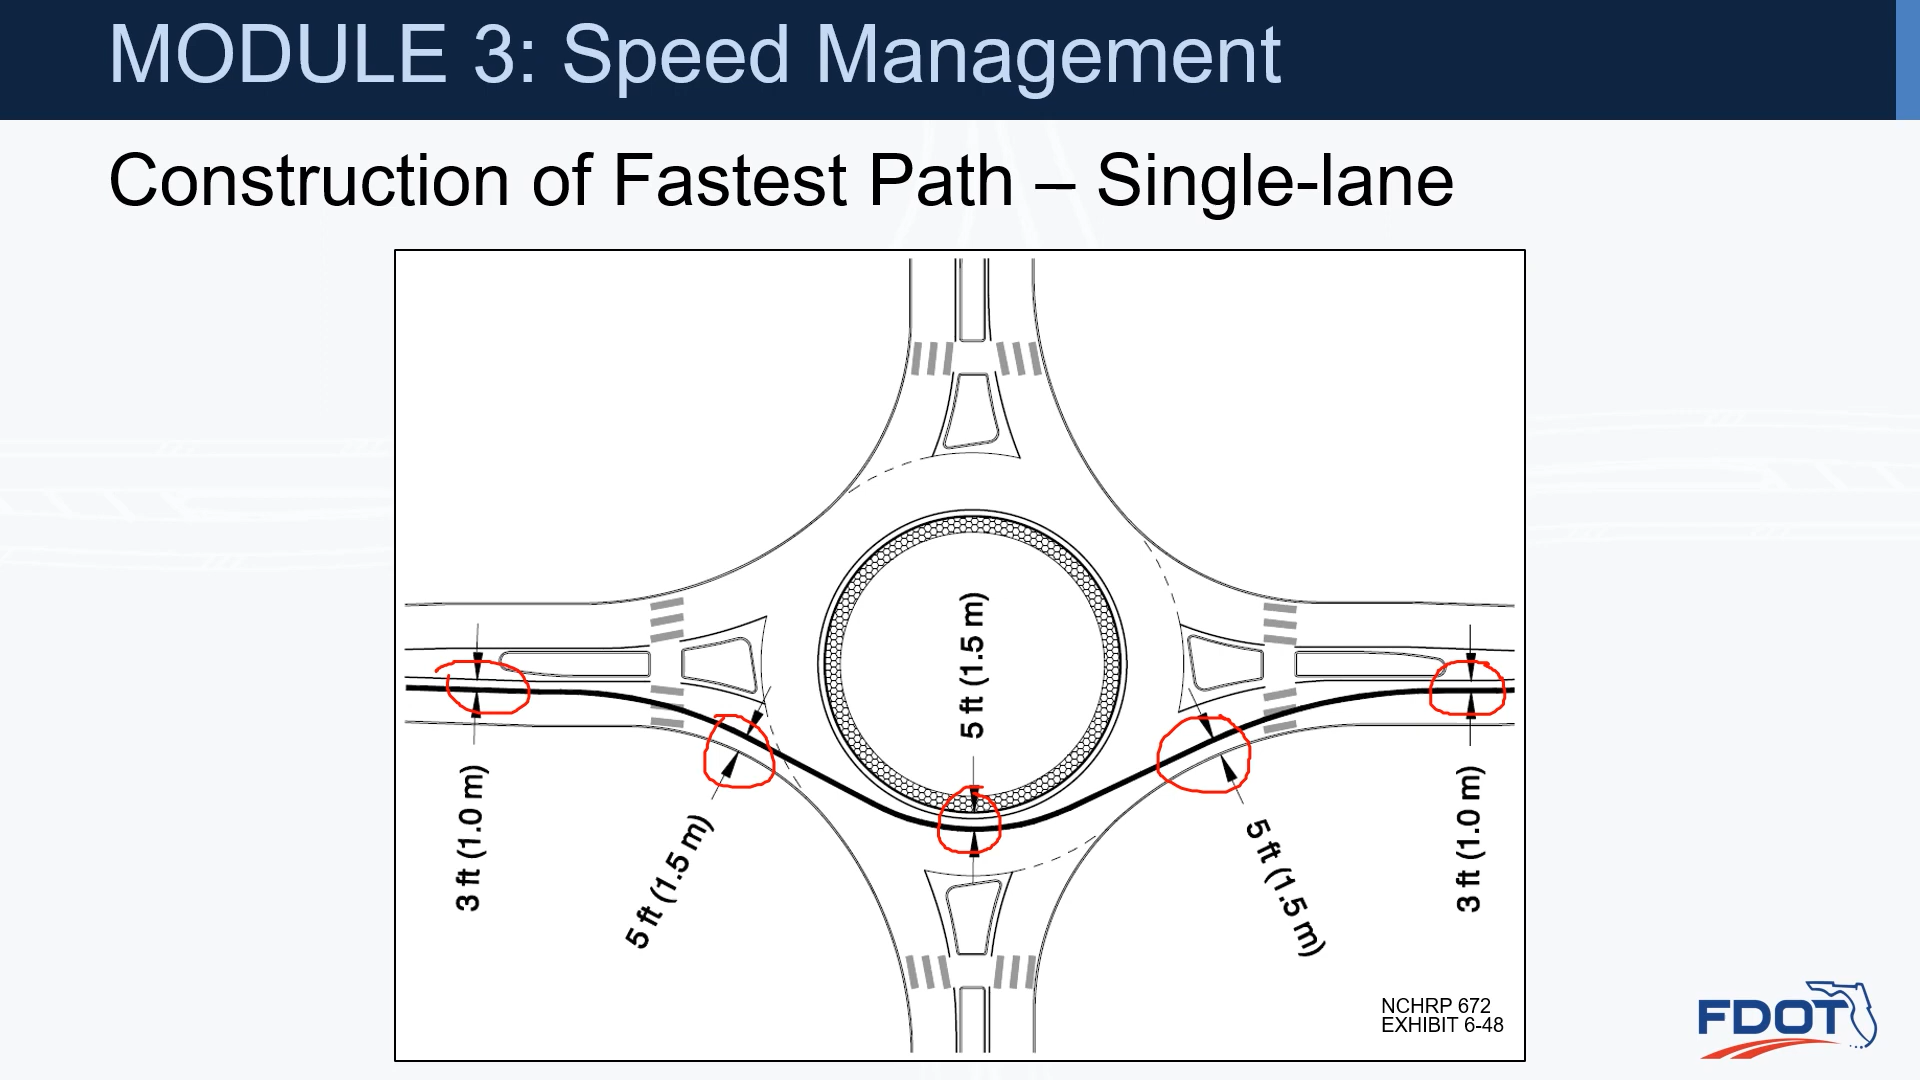 MODULE 3: Speed Management
Construction of Fastest Path – Single-lane
5 ft (1.5 m)
3 ft (1.0 m)
5 ft (1.5 m)
5 ft (1.5 m)
3 ft (1.0 m)
NCHRP 672
EXHIBIT 6-48
FDOT